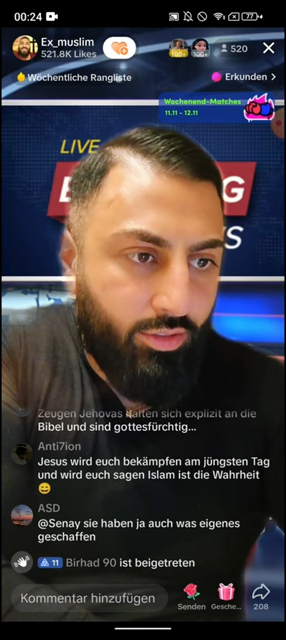 00:24
77
Ex_muslim
521.8K Likes
100+
100+
520
Wöchentliche Rangliste
Erkunden >
Wochenend-Matches
11.11 - 12.11
LIVE
B
G
S
Zeugen Jehovas halten sich explizit an die
Bibel und sind gottesfürchtig...
Anti7ion
Jesus wird euch bekämpfen am jüngsten Tag
und wird euch sagen Islam ist die Wahrheit
😄
ASD
@Senay sie haben ja auch was eigenes
geschaffen
11 Birhad 90 ist beigetreten
Kommentar hinzufügen
Senden
Gesche...
208